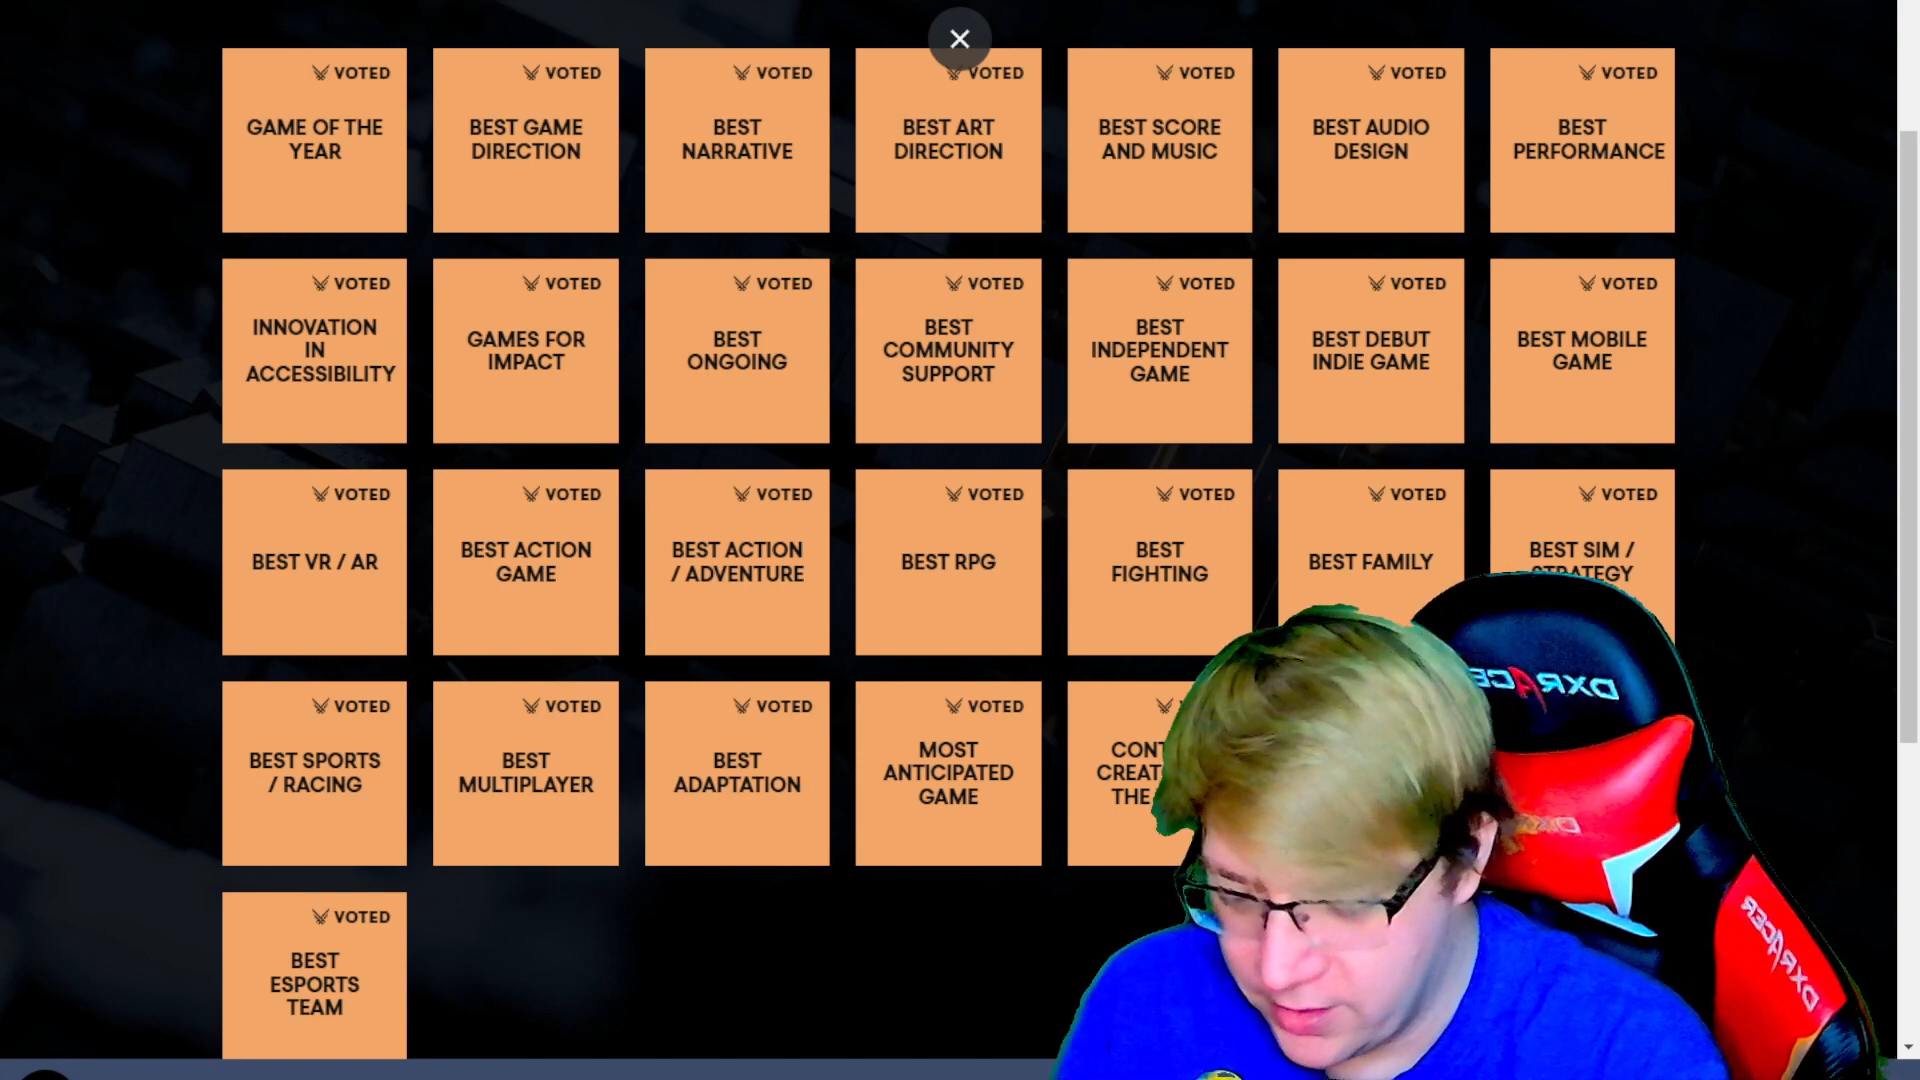 VOTED
GAME OF THE
YEAR
VOTED
BEST GAME
DIRECTION
VOTED
BEST
NARRATIVE
VOTED
BEST ART
DIRECTION
VOTED
BEST SCORE
AND MUSIC
VOTED
BEST AUDIO
DESIGN
VOTED
BEST
PERFORMANCE
VOTED
INNOVATION
IN
ACCESSIBILITY
VOTED
GAMES FOR
IMPACT
VOTED
BEST
ONGOING
VOTED
BEST
COMMUNITY
SUPPORT
VOTED
BEST
INDEPENDENT
GAME
VOTED
BEST DEBUT
INDIE GAME
VOTED
BEST MOBILE
GAME
VOTED
BEST VR / AR
VOTED
BEST ACTION
GAME
VOTED
BEST ACTION
/ ADVENTURE
VOTED
BEST RPG
VOTED
BEST
FIGHTING
VOTED
BEST FAMILY
VOTED
BEST SIM /
STRATEGY
VOTED
BEST SPORTS
/ RACING
VOTED
BEST
MULTIPLAYER
VOTED
BEST
ADAPTATION
VOTED
MOST
ANTICIPATED
GAME
CONT
CREAT
THE
VOTED
BEST
ESPORTS
TEAM
DXRACER
DXRACER